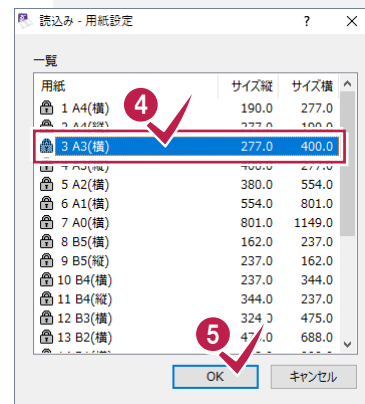 読込み - 用紙設定 ? ×
一覧
用紙 サイズ縦 サイズ横
1 A4(横) 190.0 277.0
4
3 A3(横) 277.0 400.0
5 A2(横) 380.0 554.0
6 A1(横) 554.0 801.0
7 A0(横) 801.0 1149.0
8 B5(横) 162.0 237.0
9 B5(縦) 237.0 162.0
10 B4(横) 237.0 344.0
11 B4(縦) 344.0 237.0
12 B3(横) 475.0
13 B2(横) 688.0
5
OK キャンセル